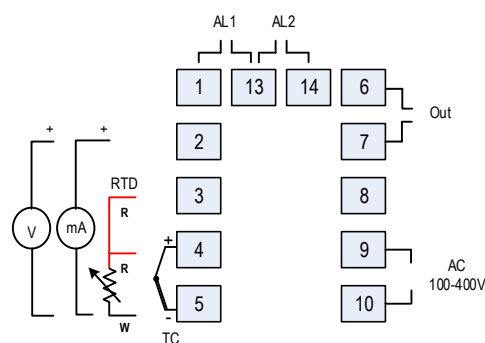 AL1 AL2
1 13 14 6
Out
2 7
+ +
RTD
R
3 8
V mA
R
+
4 9
AC
100-400V
5 10
-
W
TC